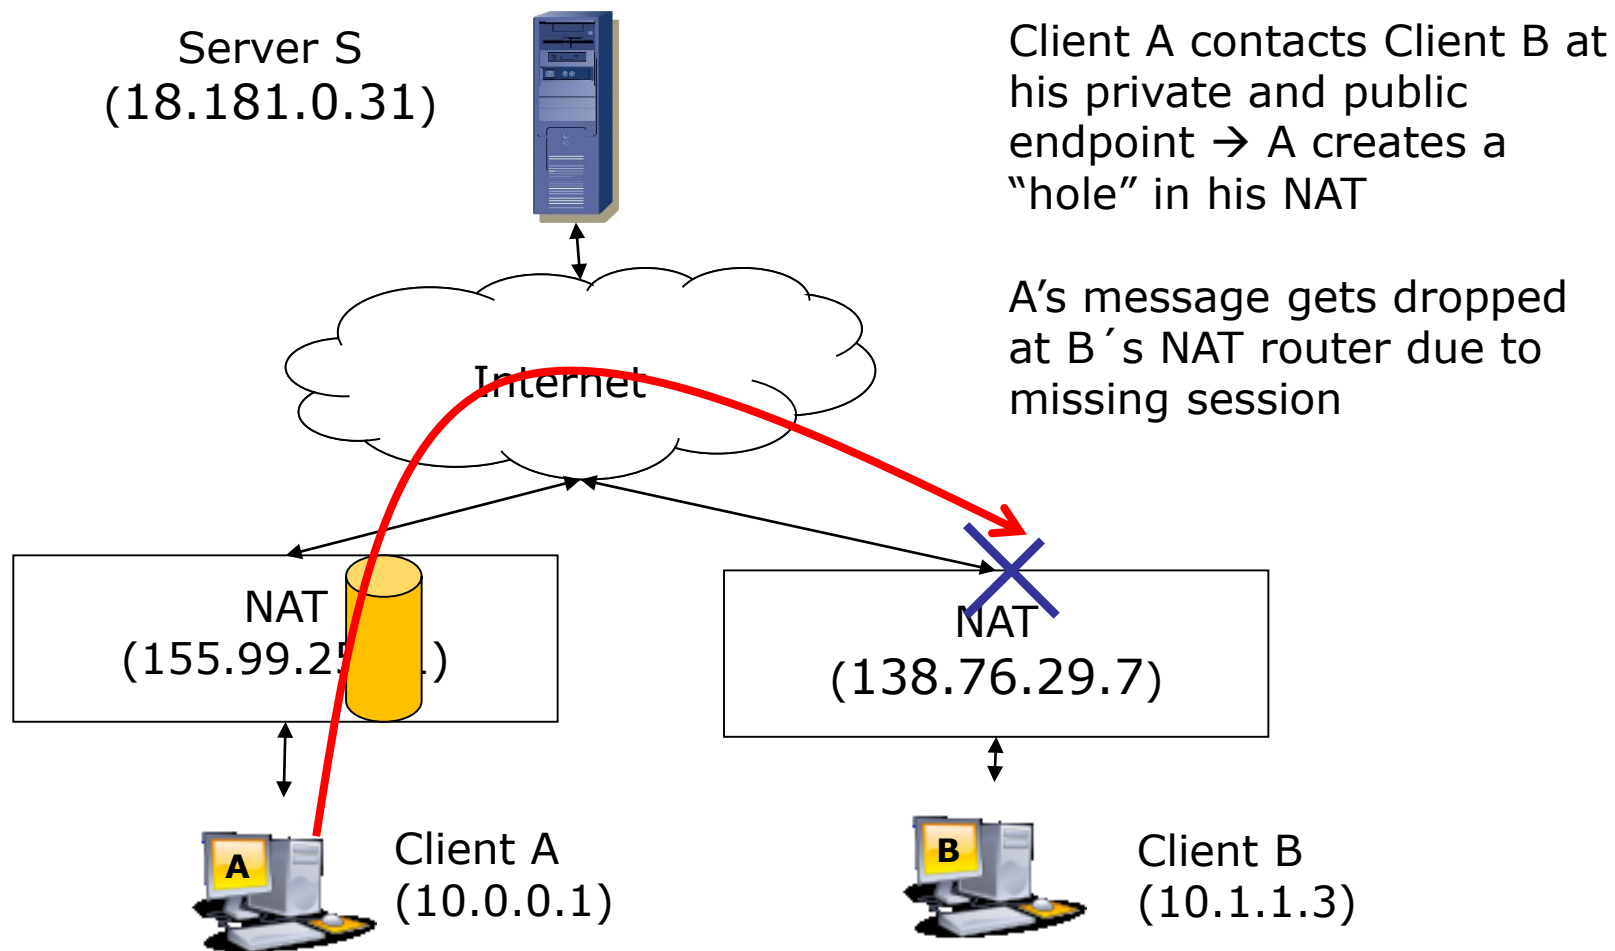 Server S
(18.181.0.31)
Client A contacts Client B at
his private and public
endpoint → A creates a
“hole” in his NAT
A’s message gets dropped
at B´s NAT router due to
missing session
Internet
NAT
NAT
(138.76.29.7)
A
Client A
(10.0.0.1)
B
Client B
(10.1.1.3)